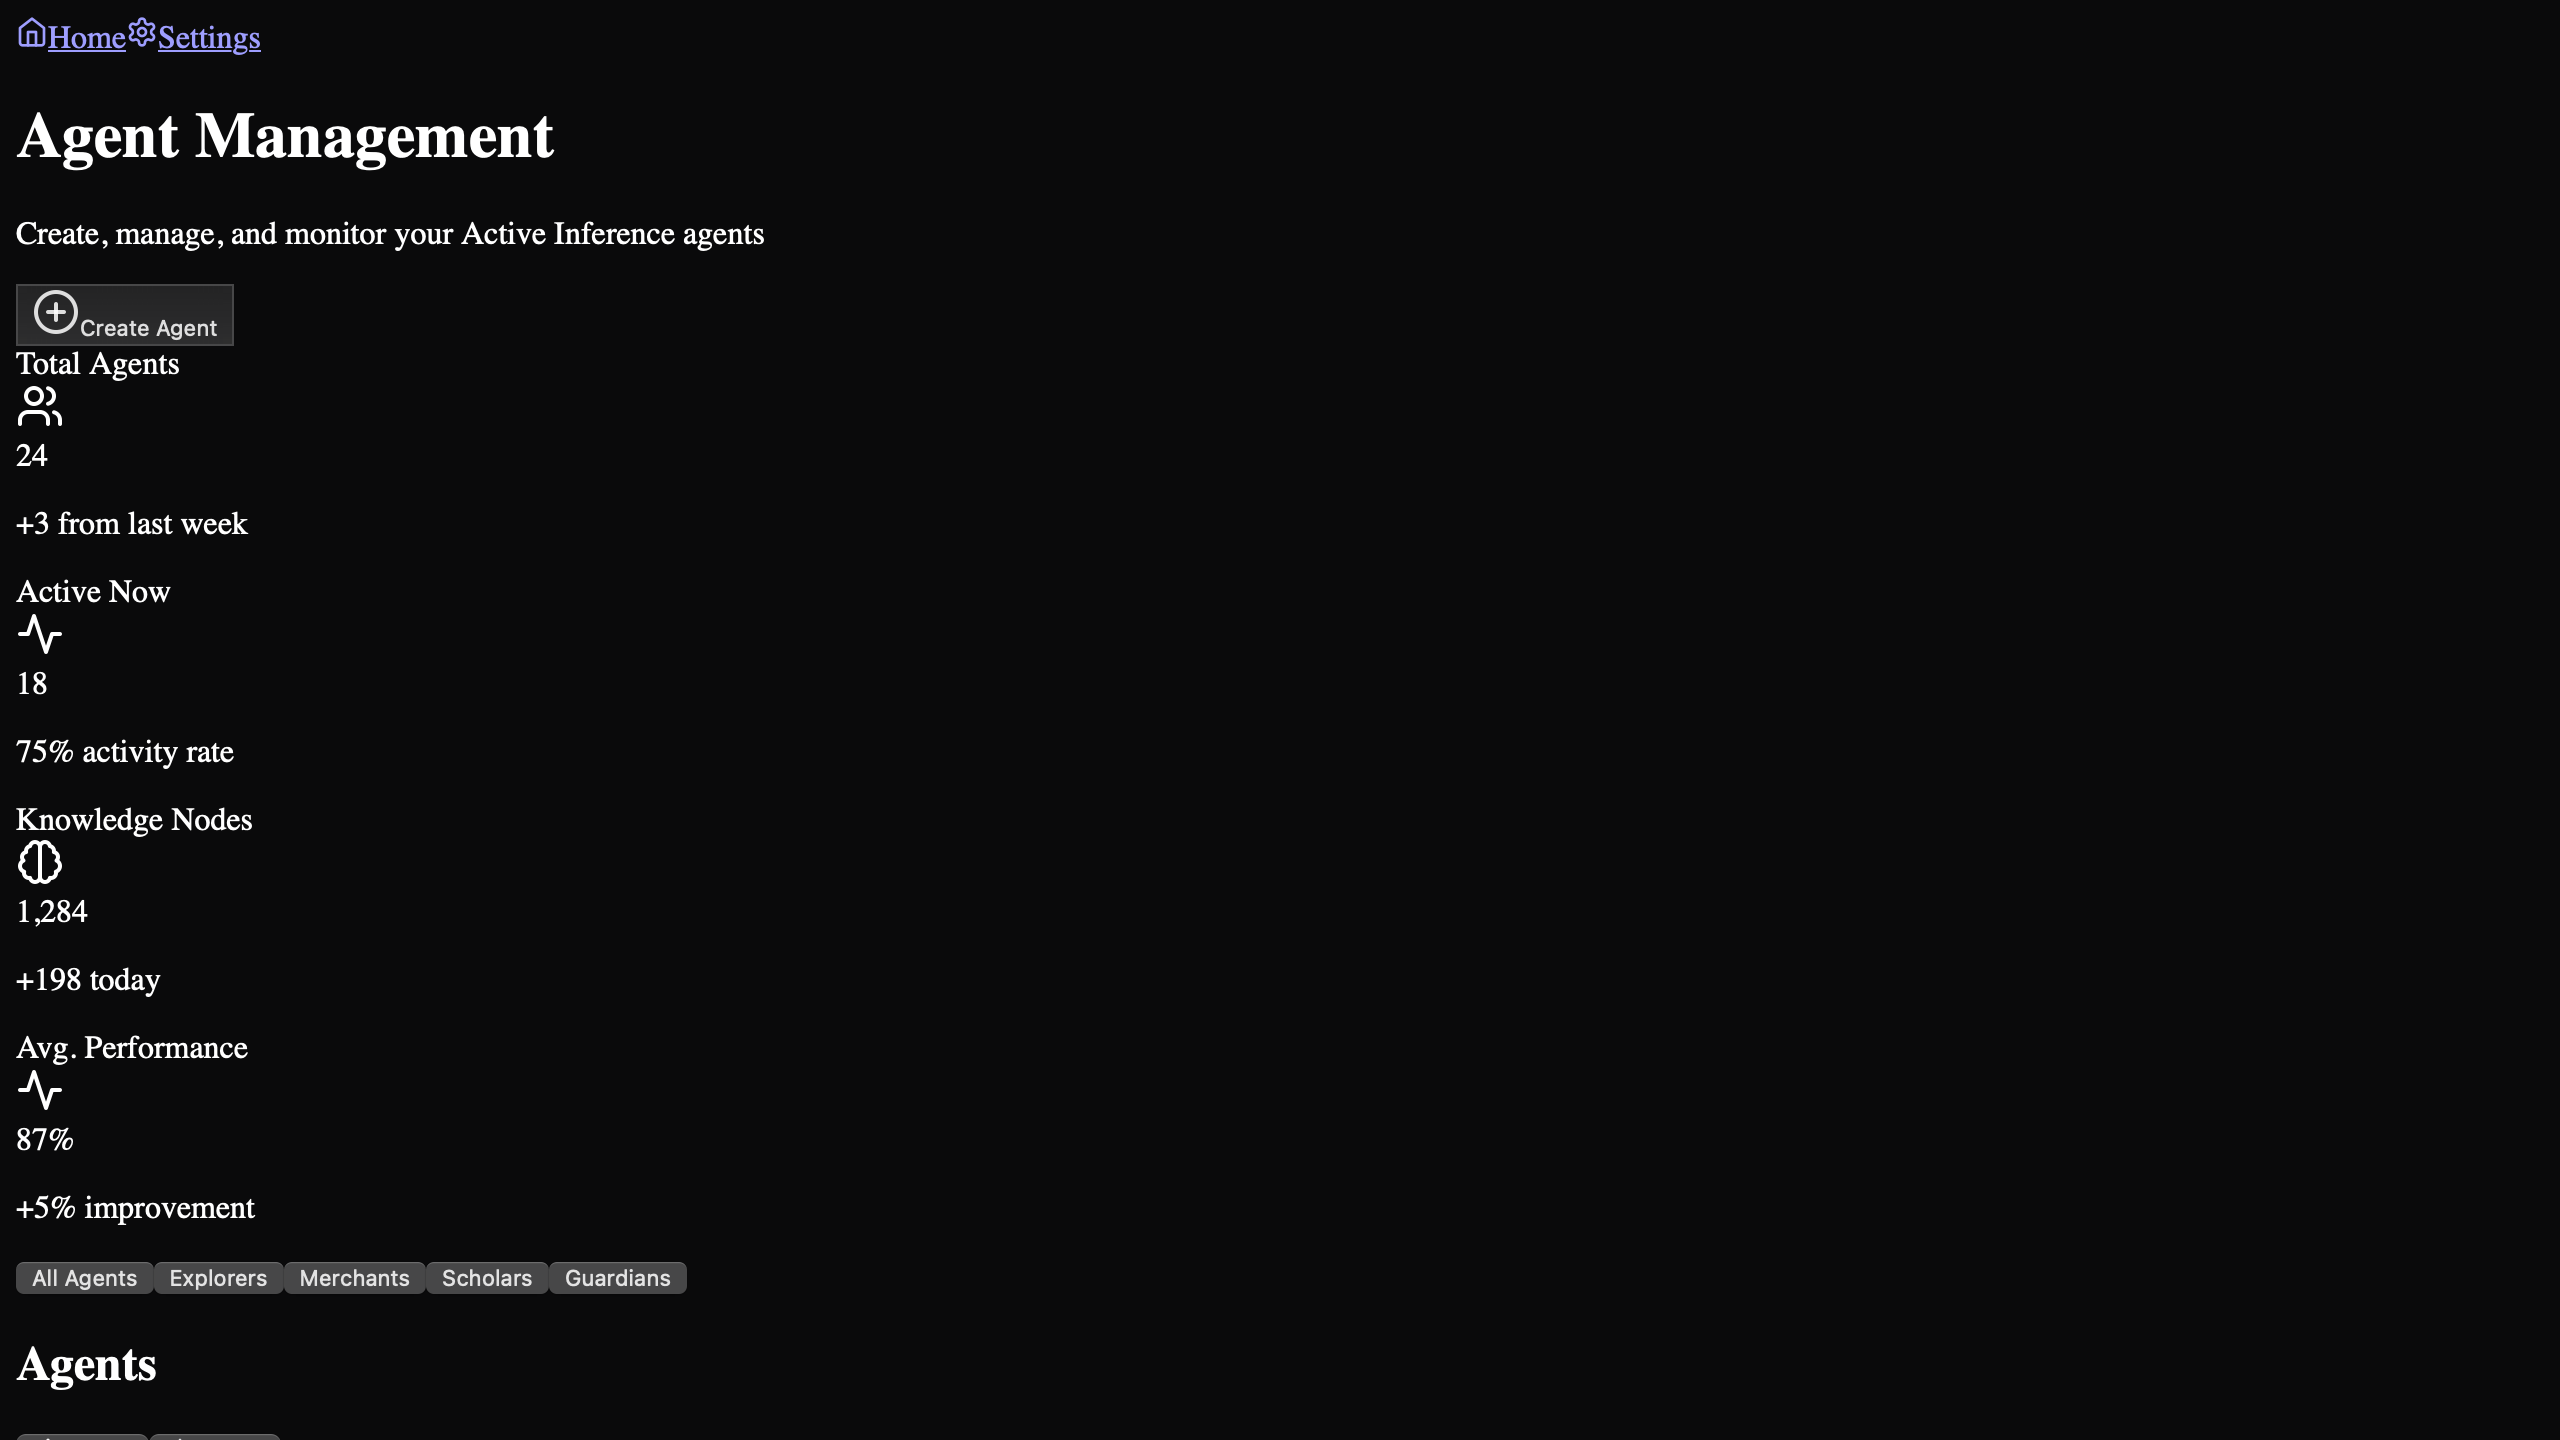 Home Settings
Agent Management
Create, manage, and monitor your Active Inference agents
Create Agent
Total Agents
24
+3 from last week
Active Now
18
75% activity rate
Knowledge Nodes
1,284
+198 today
Avg. Performance
87%
+5% improvement
All Agents Explorers Merchants Scholars Guardians
Agents